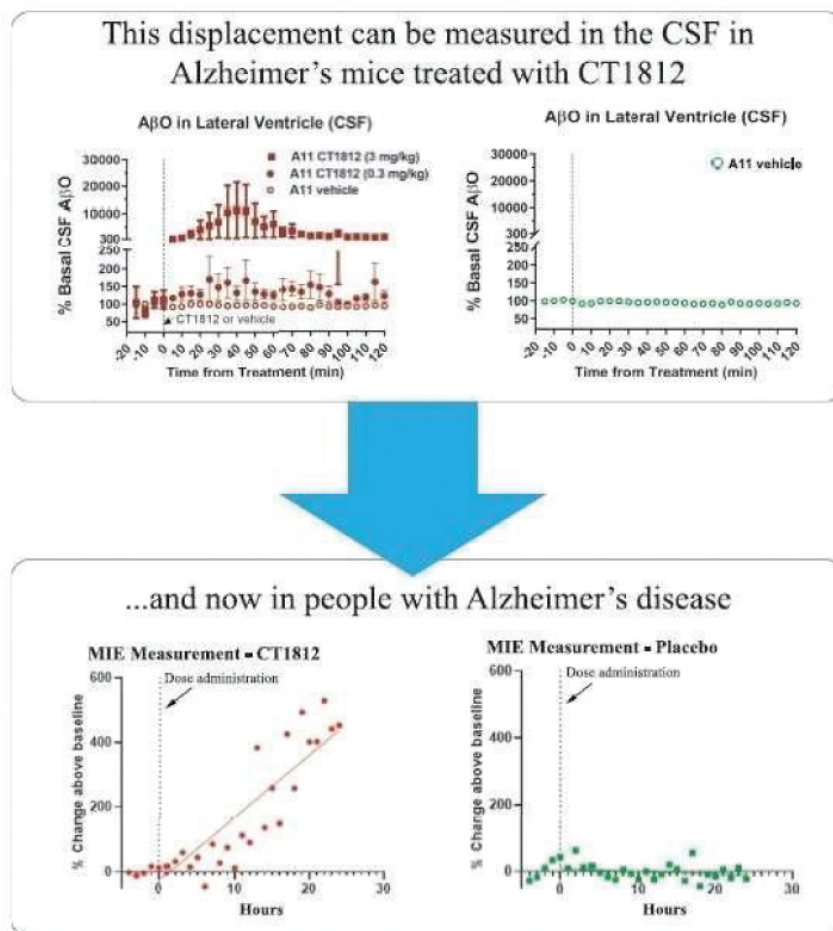 This displacement can be measured in the CSF in
Alzheimer's mice treated with CT1812
AβO in Lateral Ventricle (CSF)
% Basal CSF AβO
30000
20000
10000
300
250
200
150
100
50
A11 CT1812 (3 mg/kg)
A11 CT1812 (0.3 mg/kg)
A11 vehicle
CT1812 or vehicle
-20
-10
0
10
20
30
40
50
60
70
80
90
100
110
120
Time from Treatment (min)
AβO in Lateral Ventricle (CSF)
% Basal CSF AβO
30000
20000
10000
300
250
200
150
100
50
A11 vehicle
-20
-10
0
10
20
30
40
50
60
70
80
90
100
110
120
Time from Treatment (min)
...and now in people with Alzheimer's disease
MIE Measurement - CT1812
% Change above baseline
600
400
200
0
Dose administration
0
10
20
30
Hours
MIE Measurement - Placebo
% Change above baseline
600
400
200
0
Dose administration
0
10
20
30
Hours